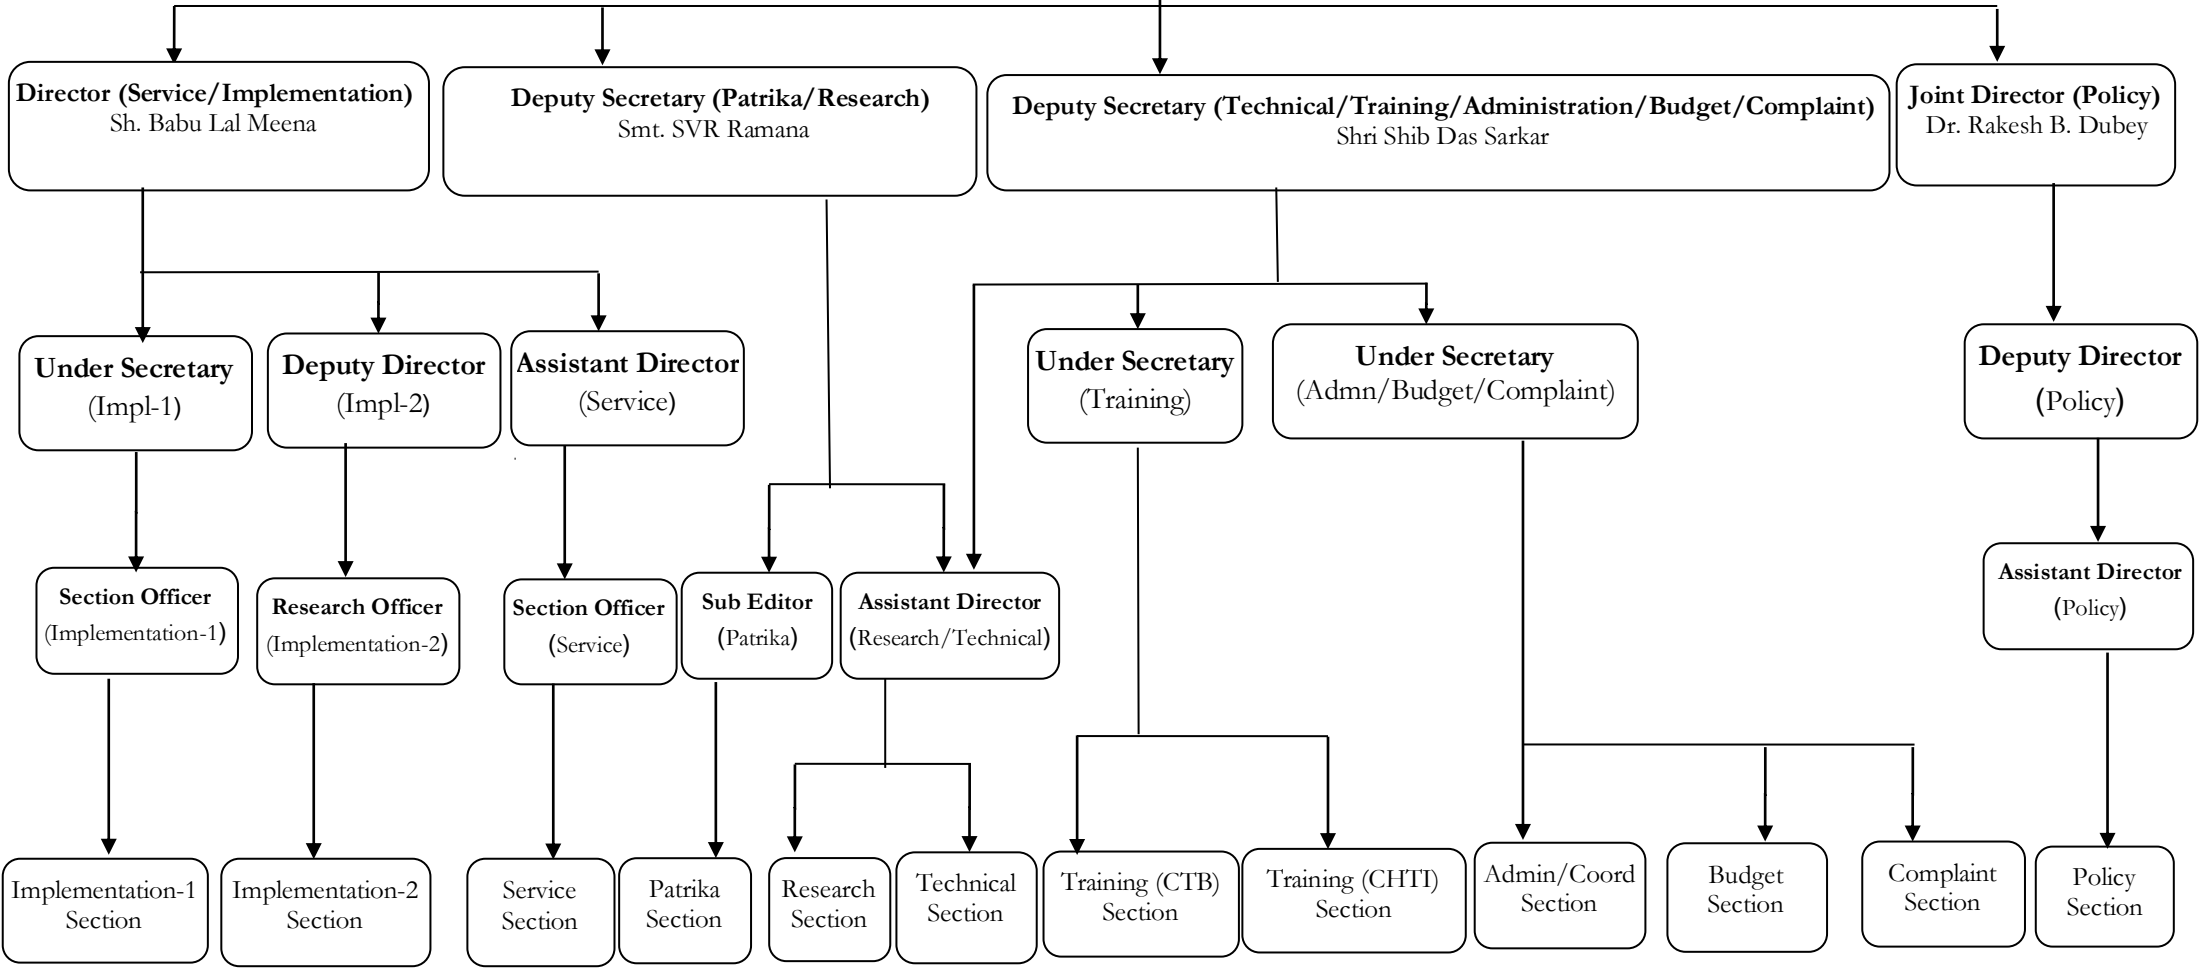 Director (Service/Implementation)
Sh. Babu Lal Meena
Deputy Secretary (Patrika/Research)
Smt. SVR Ramana
Deputy Secretary (Technical/Training/Administration/Budget/Complaint)
Shri Shib Das Sarkar
Joint Director (Policy)
Dr. Rakesh B. Dubey
Under Secretary
(Impl-1)
Deputy Director
(Impl-2)
Assistant Director
(Service)
Under Secretary
(Training)
Under Secretary
(Admn/Budget/Complaint)
Deputy Director
(Policy)
Section Officer
(Implementation-1)
Research Officer
(Implementation-2)
Section Officer
(Service)
Sub Editor
(Patrika)
Assistant Director
(Research/Technical)
Assistant Director
(Policy)
Implementation-1
Section
Implementation-2
Section
Service
Section
Patrika
Section
Research
Section
Technical
Section
Training (CTB)
Section
Training (CHTI)
Section
Admin/Coord
Section
Budget
Section
Complaint
Section
Policy
Section